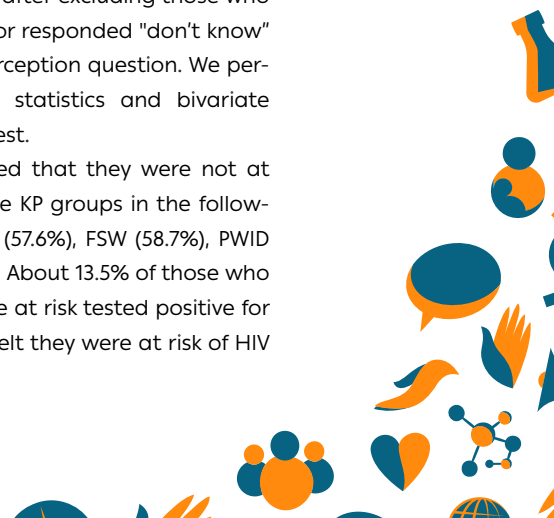 after excluding those who
or responded "don't know"
rception question. We per-
statistics and bivariate
est.
ed that they were not at
e KP groups in the follow-
(57.6%), FSW (58.7%), PWID
About 13.5% of those who
e at risk tested positive for
elt they were at risk of HIV